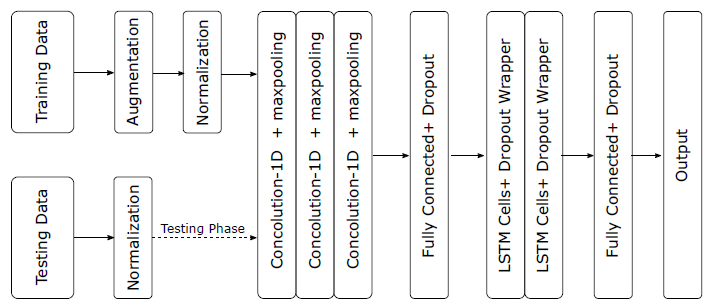 Training Data
Augmentation
Normalization
Testing Data
Normalization
Testing Phase
Concolution-1D + maxpooling
Concolution-1D + maxpooling
Concolution-1D + maxpooling
Fully Connected+ Dropout
LSTM Cells+ Dropout Wrapper
LSTM Cells+ Dropout Wrapper
Fully Connected+ Dropout
Output